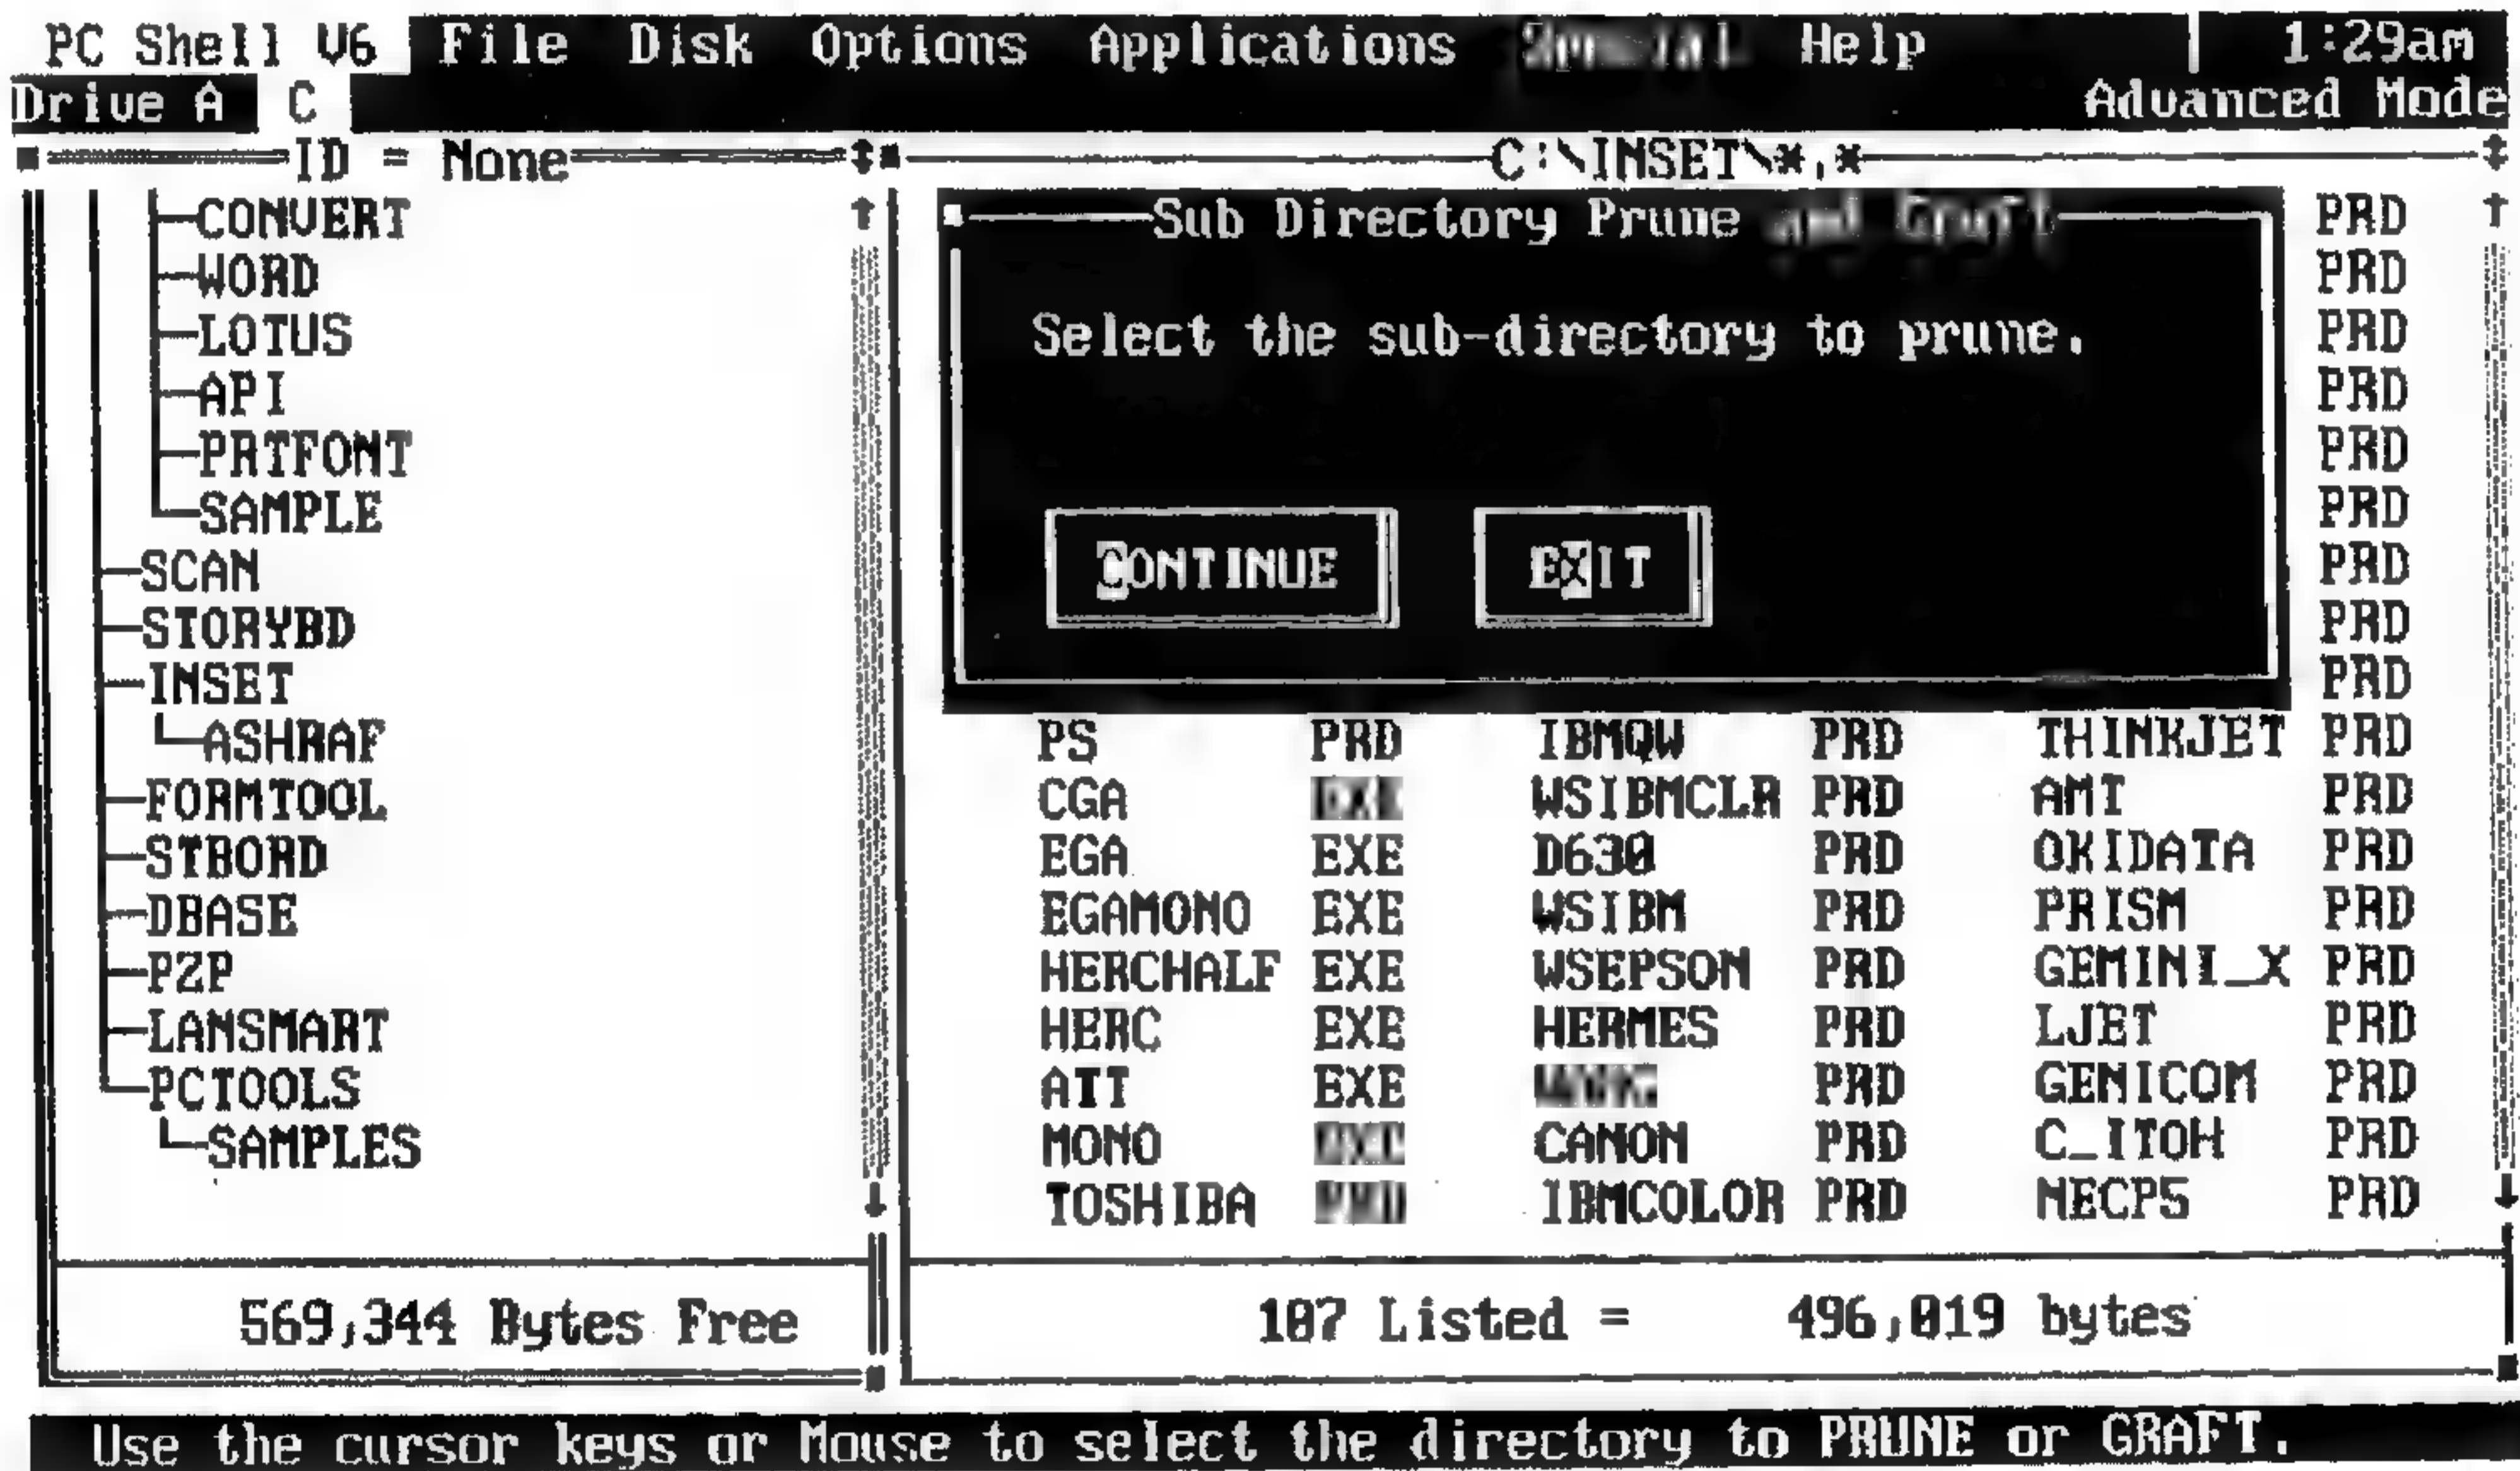 PC Shell V6 File Disk Options Applications Help 1:29am
Drive A C Advanced Mode
ID = None
CONVERT
WORD
LOTUS
API
PRTFONT
SAMPLE
SCAN
STORYBD
INSET
ASHRAF
FORMTOOL
STBORD
DBASE
PZP
LANSMART
PCTOOLS
SAMPLES
569,344 Bytes Free
C:\INSET\*.*
Sub Directory Prune and Graft
Select the sub-directory to prune.
CONTINUE EXIT
PRD
PRD
PRD
PRD
PRD
PRD
PRD
PRD
PRD
PS PRD IBMQW PRD THINKJET PRD
CGA EXE WSIBMCLR PRD AMT PRD
EGA EXE D630 PRD OKIDATA PRD
EGAMONO EXE WSIBM PRD PRISM PRD
HERCHALF EXE WSEPSON PRD GEMINI_X PRD
HERC EXE HERMES PRD LJET PRD
ATT EXE PRD GENICOM PRD
MONO CANON PRD C_ITOH PRD
TOSHIBA IBMCOLOR PRD NECP5 PRD
107 Listed = 496,019 bytes
Use the cursor keys or Mouse to select the directory to PRUNE or GRAFT.